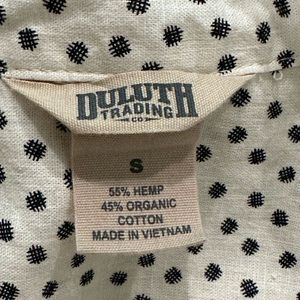 DULUTH
TRADING
CO
S
55% HEMP
45% ORGANIC
COTTON
MADE IN VIETNAM